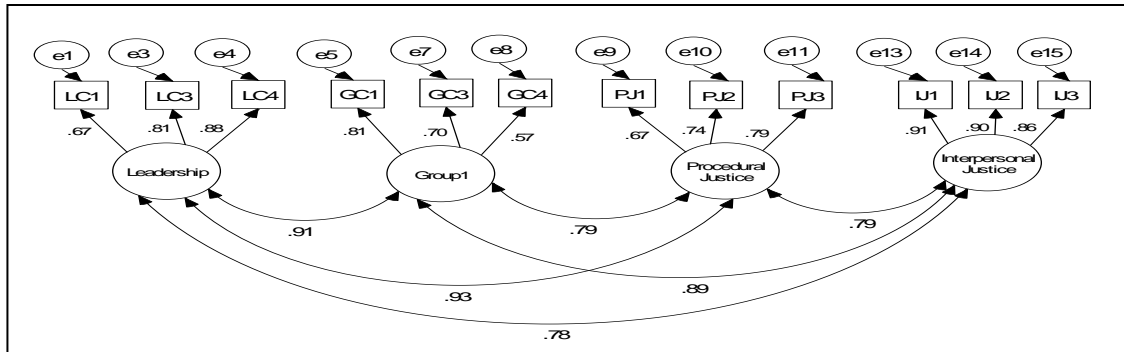 e1 e3 e4 e5 e7 e8 e9 e10 e11 e13 e14 e15
LC1 LC3 LC4 GC1 GC3 GC4 PJ1 PJ2 PJ3 IJ1 IJ2 IJ3
.67 .81 .88 .81 .70 .57 .67 .74 .79 .91 .90 .86
Leadership
Group1
Procedural
Justice
Interpersonal
Justice
.91
.79
.79
.93
.89
.78